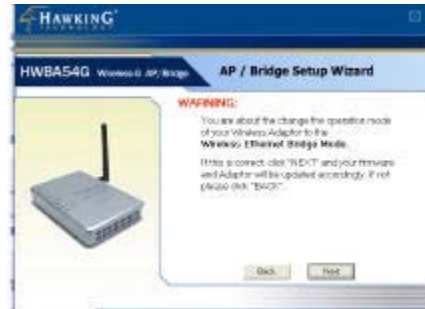 HAWKING
TECHNOLOGY
HWBA54G Wireless-G AP/Bridge
AP / Bridge Setup Wizard
WARNING:
You are about the change the operation mode
of your Wireless Adaptor to the
Wireless Ethernet Bridge Mode.
If this is correct click "NEXT" and your firmware
and Adaptor will be updated accordingly. If not
please click "BACK".
Back
Next